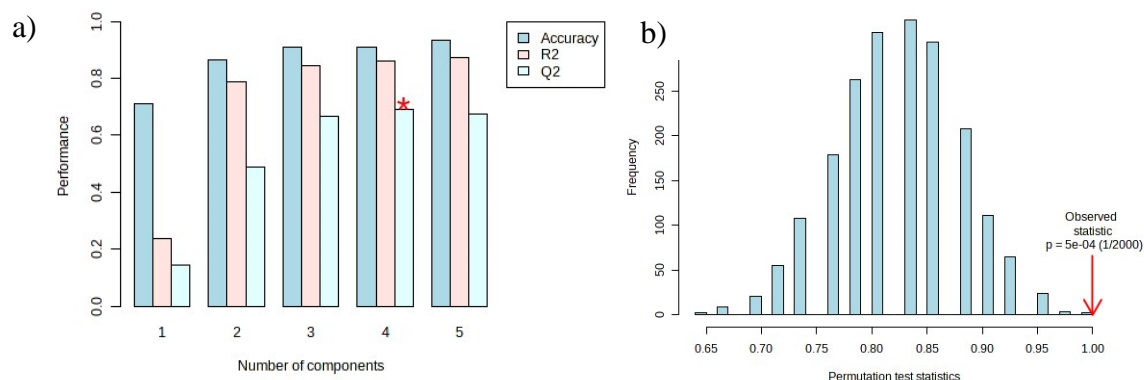 a)
Performance
0.0
0.2
0.4
0.6
0.8
1.0
1
2
3
4
5
Number of components
*
Accuracy
R2
Q2
b)
Frequency
0
50
100
150
200
250
0.65
0.70
0.75
0.80
0.85
0.90
0.95
1.00
Permutation test statistics
Observed
statistic
p = 5e-04 (1/2000)